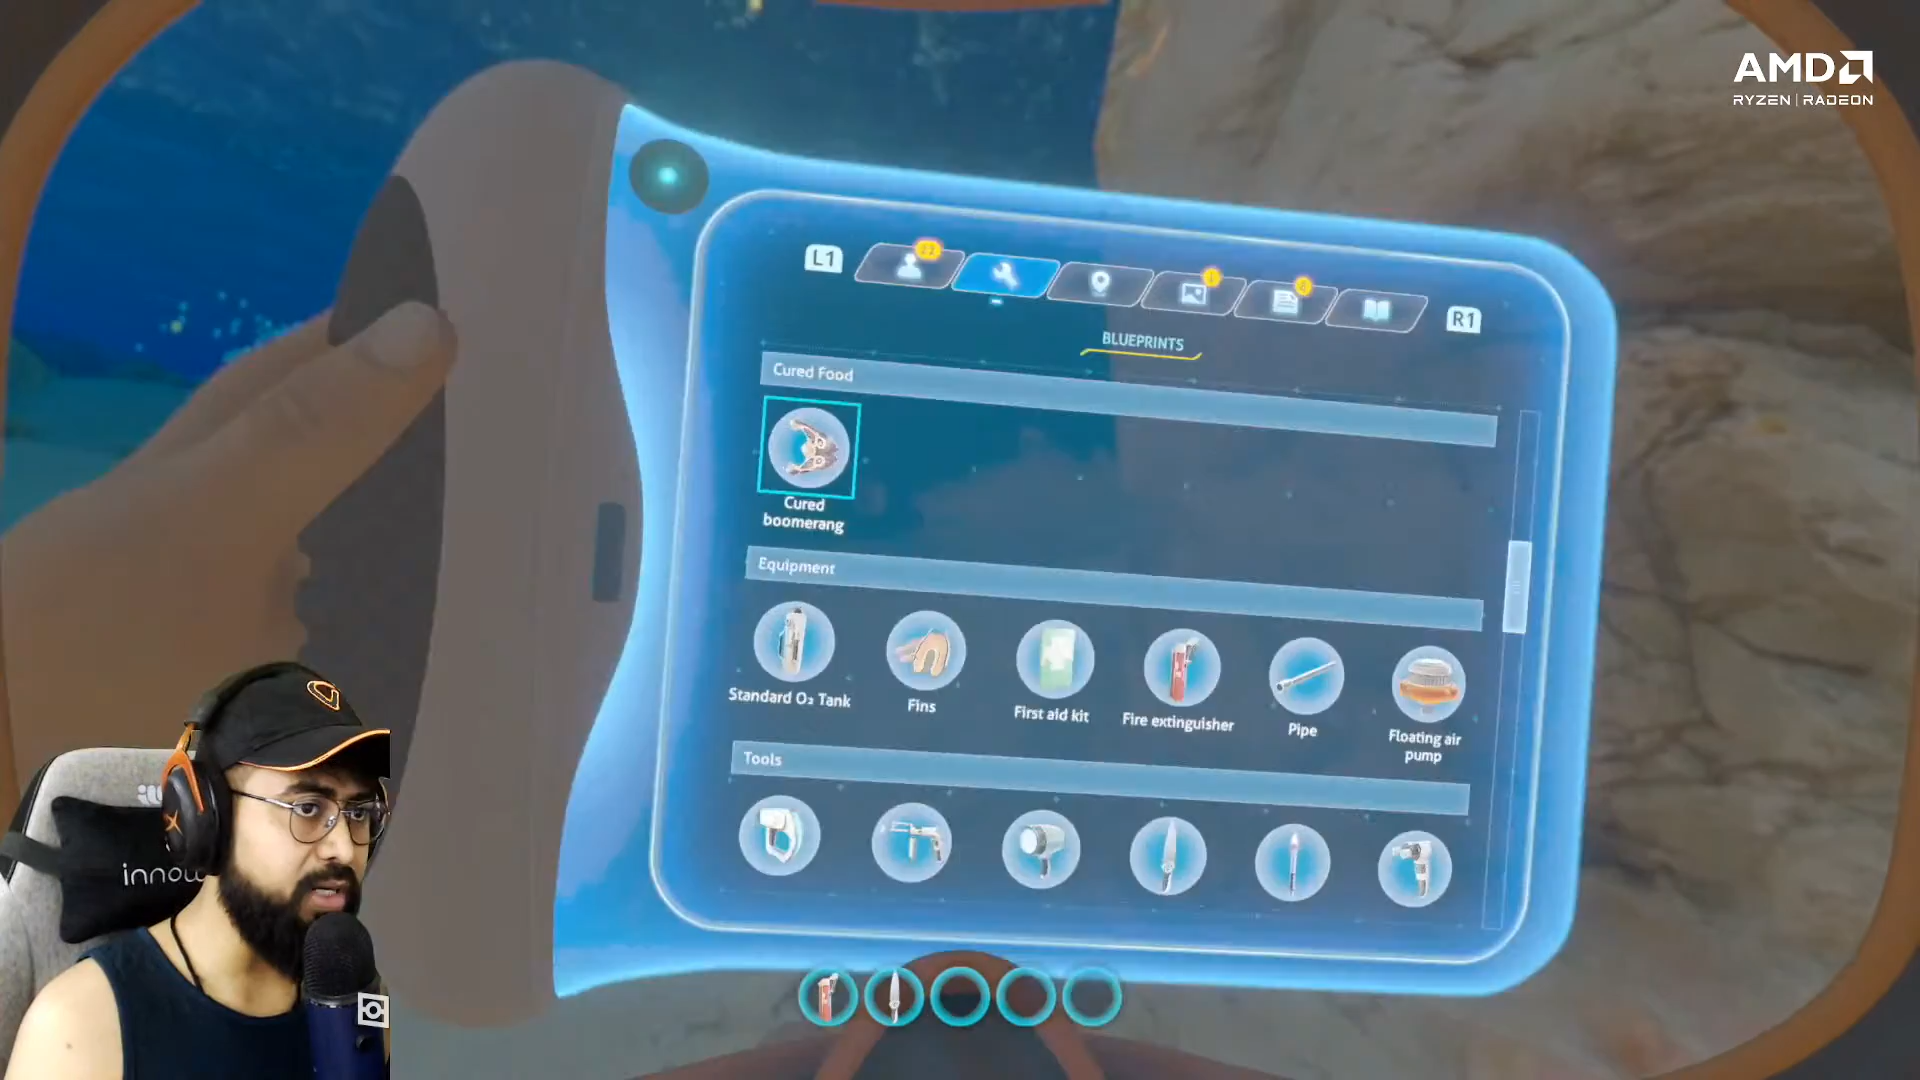 AMD
RYZEN | RADEON
L1
R1
BLUEPRINTS
Cured Food
Cured
boomerang
Equipment
Standard O₂ Tank
Fins
First aid kit
Fire extinguisher
Pipe
Floating air
pump
Tools